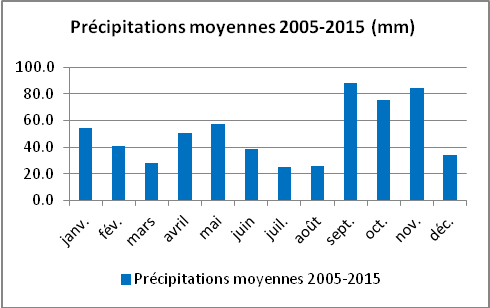 Précipitations moyennes 2005-2015 (mm)
100.0
80.0
60.0
40.0
20.0
0.0
janv.
fév.
mars
avril
mai
juin
juil.
août
sept.
oct.
nov.
déc.
Précipitations moyennes 2005-2015